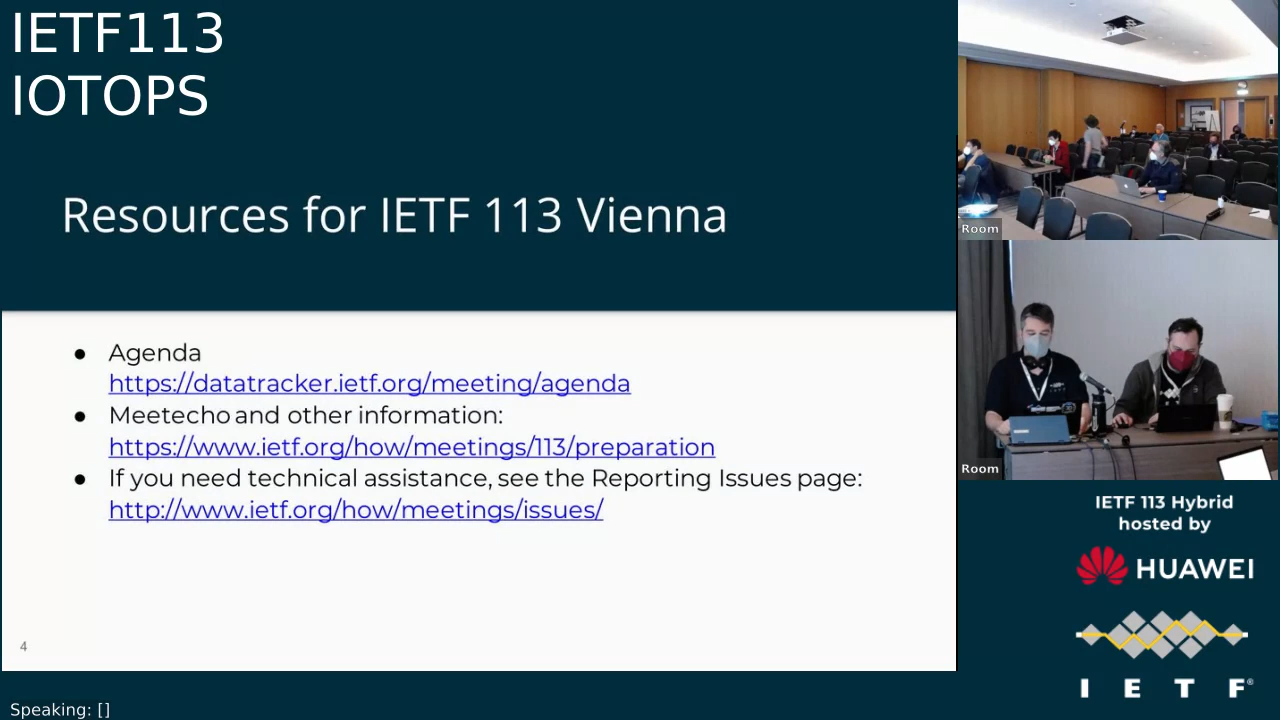 IETF113
IOTOPS
Resources for IETF 113 Vienna
● Agenda
https://datatracker.ietf.org/meeting/agenda
● Meetecho and other information:
https://www.ietf.org/how/meetings/113/preparation
● If you need technical assistance, see the Reporting Issues page:
http://www.ietf.org/how/meetings/issues/
4
Speaking: []
Room
Room
IETF 113 Hybrid
hosted by
HUAWEI
I E T F®